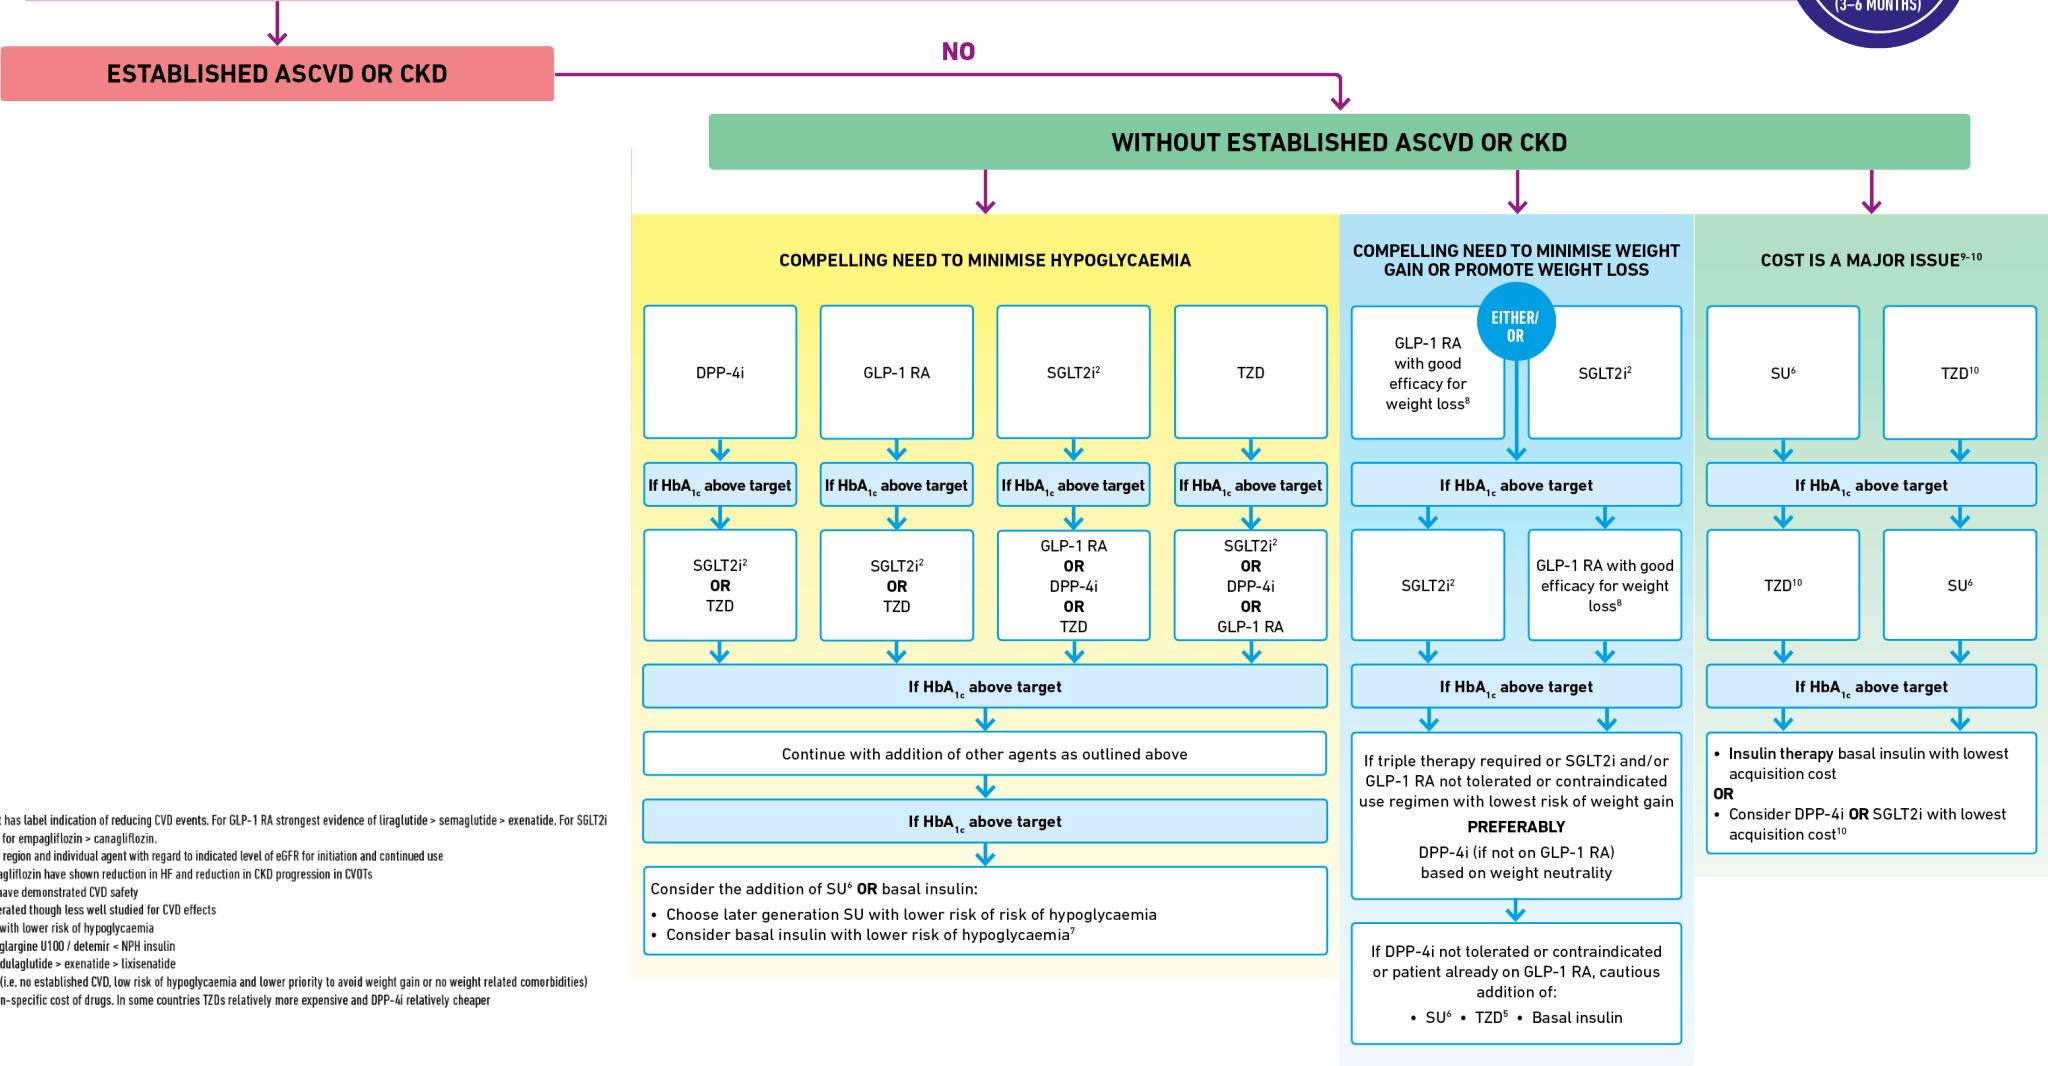 (3–6 MONTHS)
ESTABLISHED ASCVD OR CKD
NO
WITHOUT ESTABLISHED ASCVD OR CKD
COMPELLING NEED TO MINIMISE HYPOGLYCAEMIA
DPP-4i
GLP-1 RA
SGLT2i²
TZD
If HbA1c above target
If HbA1c above target
If HbA1c above target
If HbA1c above target
SGLT2i²
OR
TZD
SGLT2i²
OR
TZD
GLP-1 RA
OR
DPP-4i
OR
TZD
SGLT2i²
OR
DPP-4i
OR
GLP-1 RA
If HbA1c above target
Continue with addition of other agents as outlined above
If HbA1c above target
Consider the addition of SU⁶ OR basal insulin:
• Choose later generation SU with lower risk of risk of hypoglycaemia
• Consider basal insulin with lower risk of hypoglycaemia⁷
COMPELLING NEED TO MINIMISE WEIGHT
GAIN OR PROMOTE WEIGHT LOSS
EITHER/
OR
GLP-1 RA
with good
efficacy for
weight loss⁸
SGLT2i²
If HbA1c above target
SGLT2i²
GLP-1 RA with good
efficacy for weight
loss⁸
If HbA1c above target
If triple therapy required or SGLT2i and/or
GLP-1 RA not tolerated or contraindicated
use regimen with lowest risk of weight gain
PREFERABLY
DPP-4i (if not on GLP-1 RA)
based on weight neutrality
If DPP-4i not tolerated or contraindicated
or patient already on GLP-1 RA, cautious
addition of:
• SU⁶ • TZD⁵ • Basal insulin
COST IS A MAJOR ISSUE⁹⁻¹⁰
SU⁶
TZD¹⁰
If HbA1c above target
TZD¹⁰
SU⁶
If HbA1c above target
• Insulin therapy basal insulin with lowest
acquisition cost
OR
• Consider DPP-4i OR SGLT2i with lowest
acquisition cost¹⁰
has label indication of reducing CVD events. For GLP-1 RA strongest evidence of liraglutide > semaglutide > exenatide. For SGLT2i
for empagliflozin > canagliflozin.
region and individual agent with regard to indicated level of eGFR for initiation and continued use
agliflozin have shown reduction in HF and reduction in CKD progression in CVOTs
have demonstrated CVD safety
erated though less well studied for CVD effects
with lower risk of hypoglycaemia
glargine U100 / detemir < NPH insulin
dulaglutide > exenatide > lixisenatide
(i.e. no established CVD, low risk of hypoglycaemia and lower priority to avoid weight gain or no weight related comorbidities)
n-specific cost of drugs. In some countries TZDs relatively more expensive and DPP-4i relatively cheaper